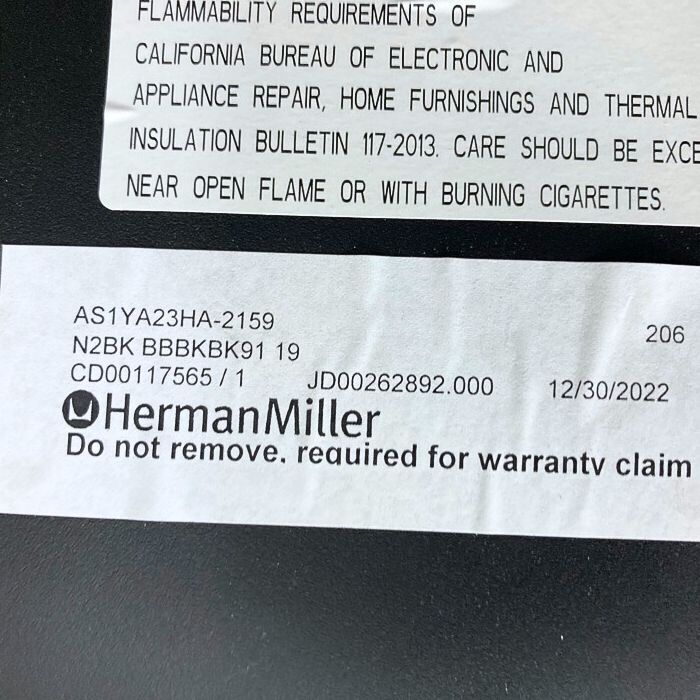 FLAMMABILITY REQUIREMENTS OF
CALIFORNIA BUREAU OF ELECTRONIC AND
APPLIANCE REPAIR, HOME FURNISHINGS AND THERMAL
INSULATION BULLETIN 117-2013. CARE SHOULD BE EXCE
NEAR OPEN FLAME OR WITH BURNING CIGARETTES.
AS1YA23HA-2159 206
N2BK BBBKBK91 19
CD00117565 / 1 JD00262892.000 12/30/2022
HermanMiller
Do not remove. required for warranty claim